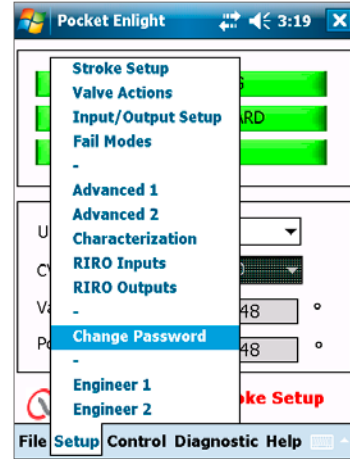 Pocket Enlight 3:19
Stroke Setup
Valve Actions
Input/Output Setup
Fail Modes
-
Advanced 1
Advanced 2
Characterization
RIRO Inputs
RIRO Outputs
-
Change Password
-
Engineer 1
Engineer 2
48 °
48 °
Setup
File Setup Control Diagnostic Help